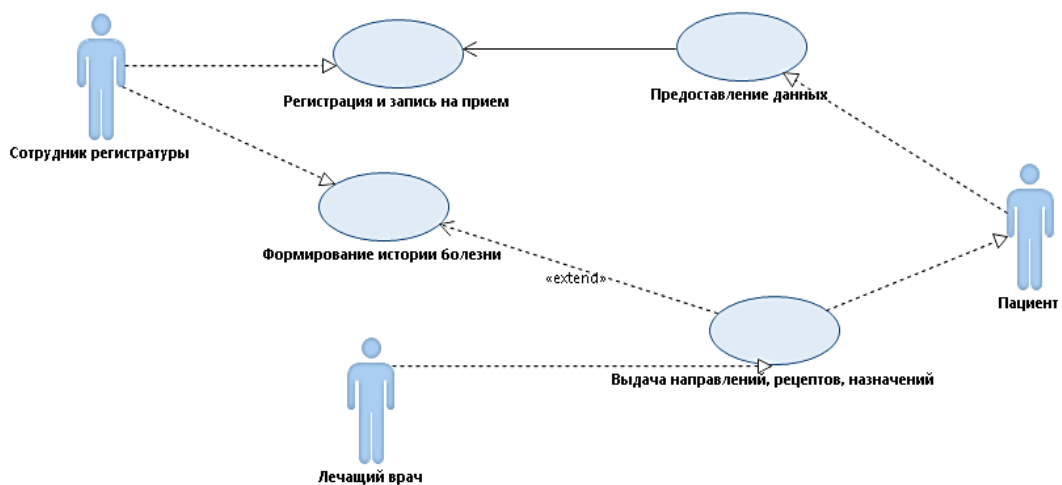 Регистрация и запись на прием
Предоставление данных
Сотрудник регистратуры
Формирование истории болезни
«extend»
Пациент
Выдача направлений, рецептов, назначений
Лечащий врач